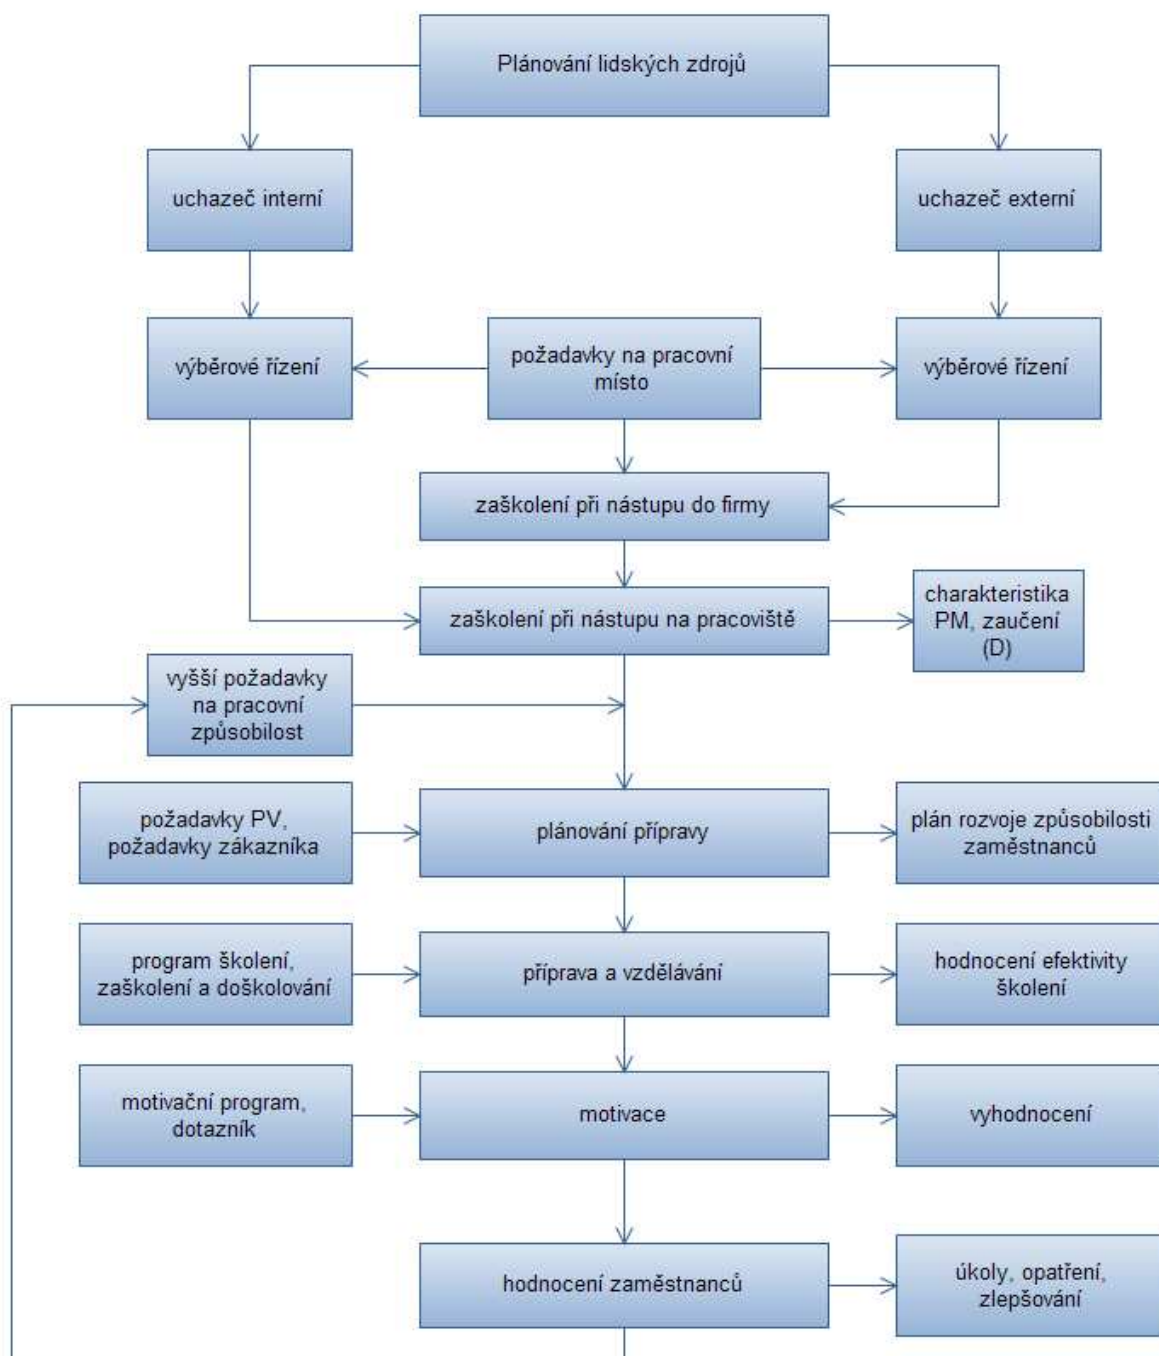 Plánování lidských zdrojů
uchazeč interní
uchazeč externí
výběrové řízení
požadavky na pracovní
místo
výběrové řízení
zaškolení při nástupu do firmy
zaškolení při nástupu na pracoviště
charakteristika
PM, zaučení
(D)
vyšší požadavky
na pracovní
způsobilost
požadavky PV,
požadavky zákazníka
plánování přípravy
plán rozvoje způsobilosti
zaměstnanců
program školení,
zaškolení a doškolování
příprava a vzdělávání
hodnocení efektivity
školení
motivační program,
dotazník
motivace
vyhodnocení
hodnocení zaměstnanců
úkoly, opatření,
zlepšování